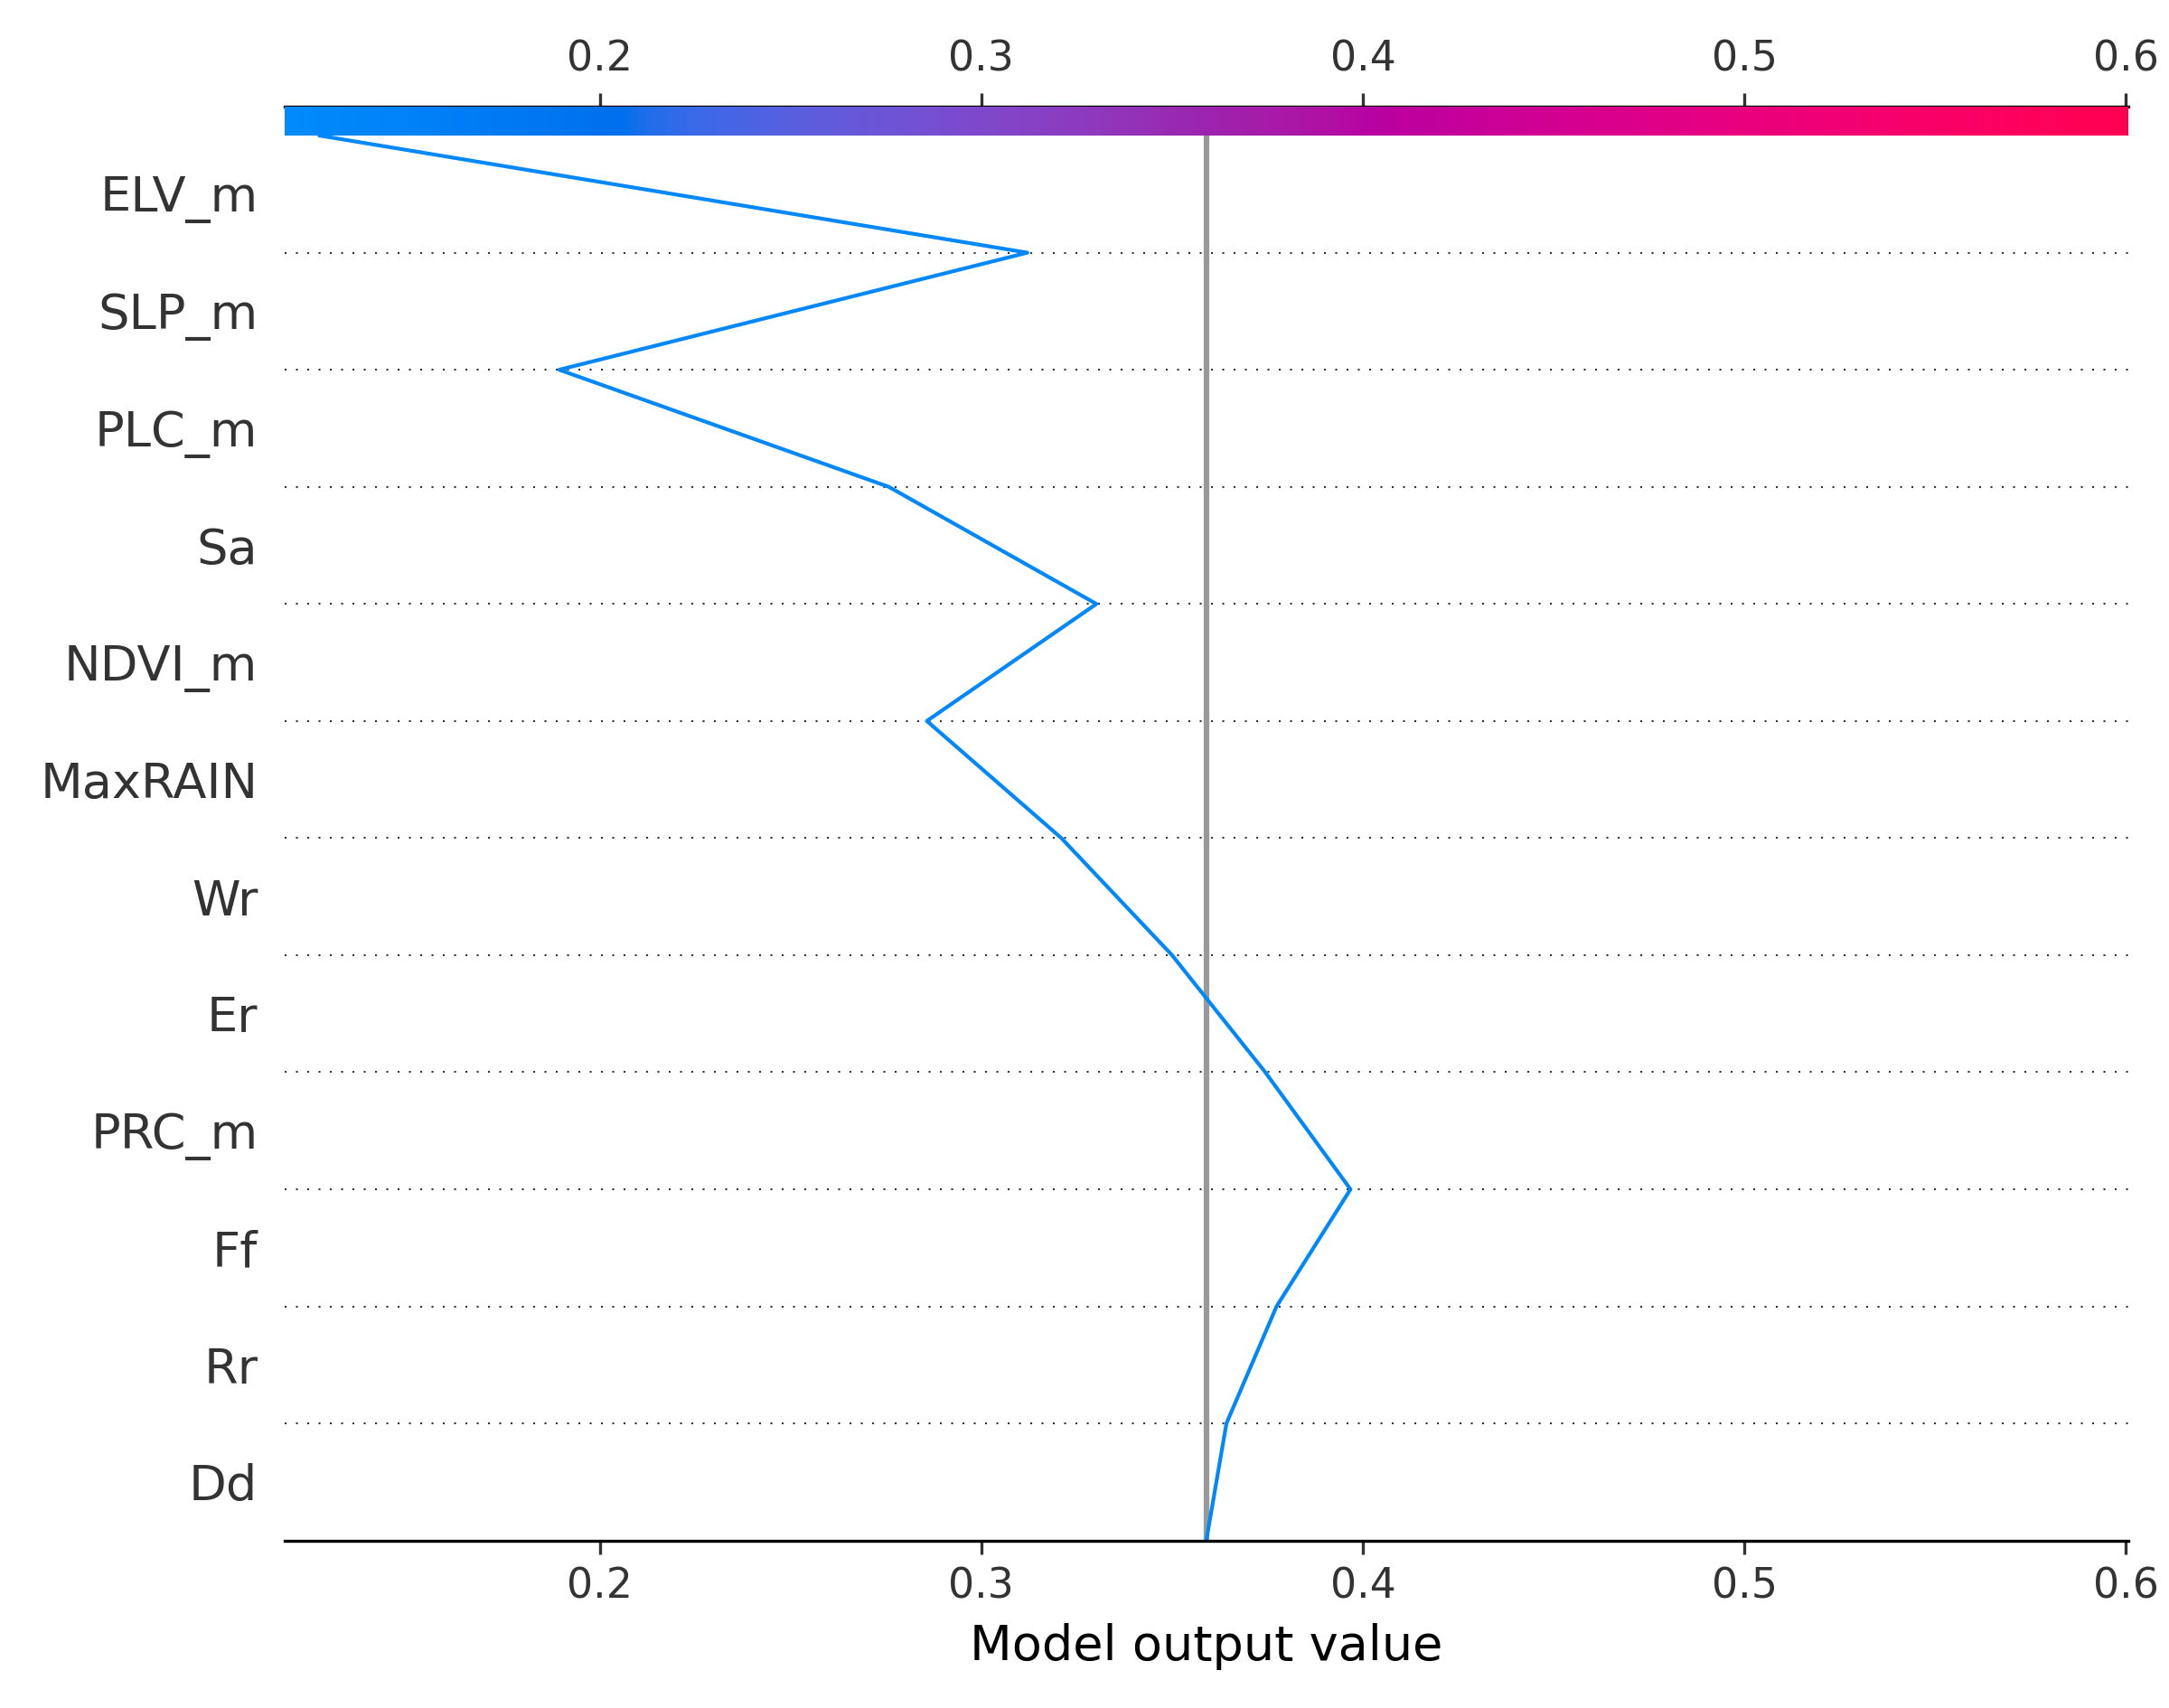 0.2 0.3 0.4 0.5 0.6
ELV_m
SLP_m
PLC_m
Sa
NDVI_m
MaxRAIN
Wr
Er
PRC_m
Ff
Rr
Dd
0.2 0.3 0.4 0.5 0.6
Model output value